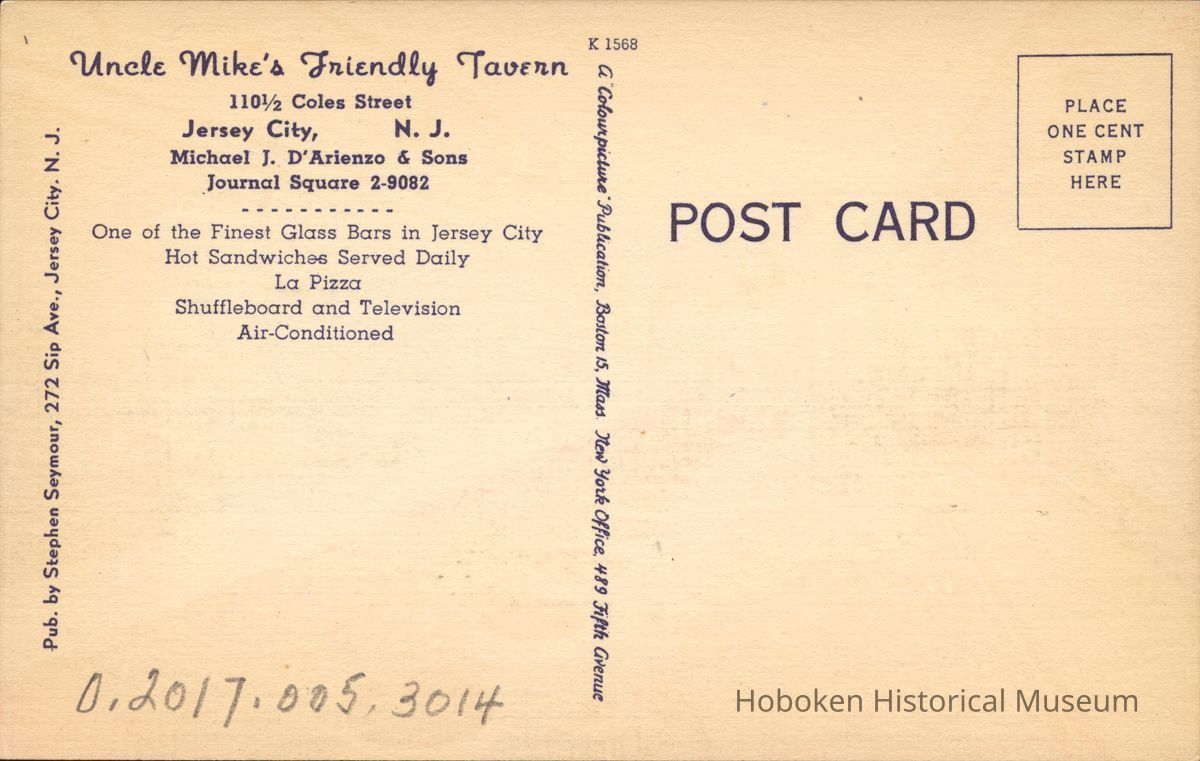 Uncle Mike's Friendly Tavern
110½ Coles Street
Jersey City, N. J.
Michael J. D'Arienzo & Sons
Journal Square 2-9082
One of the Finest Glass Bars in Jersey City
Hot Sandwiches Served Daily
La Pizza
Shuffleboard and Television
Air-Conditioned
Pub. by Stephen Seymour, 272 Sip Ave., Jersey City. N. J.
K 1568
A "Colourpicture" Publication, Boston 15, Mass. New York Office, 489 Fifth Avenue
POST CARD
PLACE
ONE CENT
STAMP
HERE
0.2017.005.3014
Hoboken Historical Museum